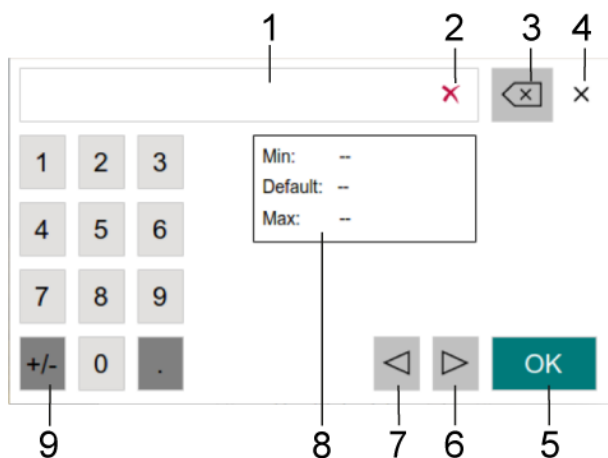 1 2 3 4
1 2 3
Min: --
Default: --
Max: --
4 5 6
7 8 9
+/- 0 . OK
9 8 7 6 5